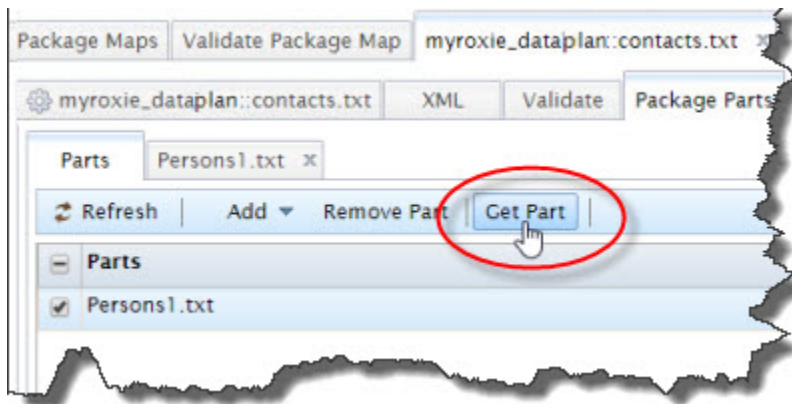 Package Maps Validate Package Map myroxie_dataplan::contacts.txt x
myroxie_dataplan::contacts.txt XML Validate Package Parts
Parts Persons1.txt x
Refresh Add Remove Part Get Part
Parts
Persons1.txt